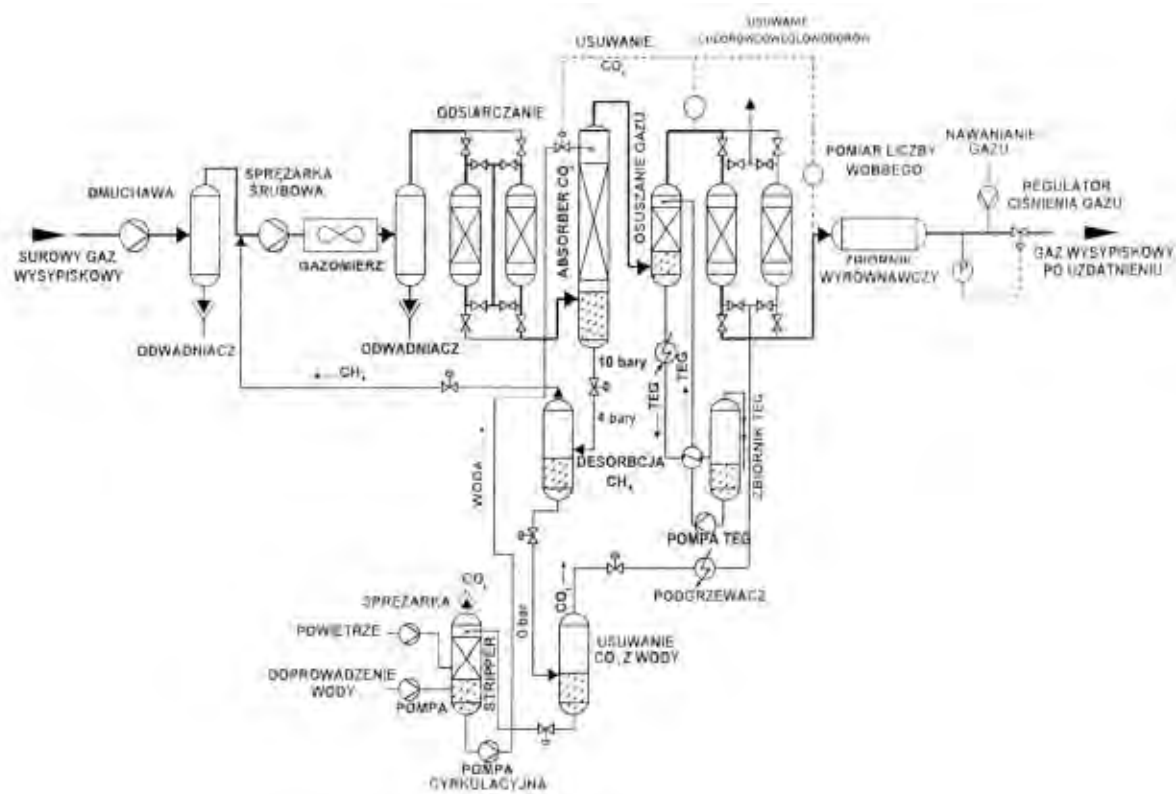 USUWANIE
CO₂
USUWANIE
CHLOROWCOWĘGLOWODORÓW
ODSIARCZANIE
NAWANIANIE
GAZU
DMUCHAWA
SPRĘŻARKA
ŚRUBOWA
POMIAR LICZBY
WOBBEGO
REGULATOR
CIŚNIENIA GAZU
ABSORBER CO₂
OSUSZANIE GAZU
SUROWY GAZ
WYSYPISKOWY
GAZOMIERZ
ZBIORNIK
WYRÓWNAWCZY
P
GAZ WYSYPISKOWY
PO UZDATNIENIU
ODWADNIACZ
ODWADNIACZ
CH₄
10 bary
4 bary
TEG
TEG
WODA
DESORBCJA
CH₄
ZBIORNIK TEG
POMPA TEG
PODGRZEWACZ
CO₂
SPRĘŻARKA
0 bar
CO₂
POWIETRZE
DOPROWADZENIE
WODY
POMPA
STRIPPER
USUWANIE
CO₂ Z WODY
POMPA
CYRKULACYJNA